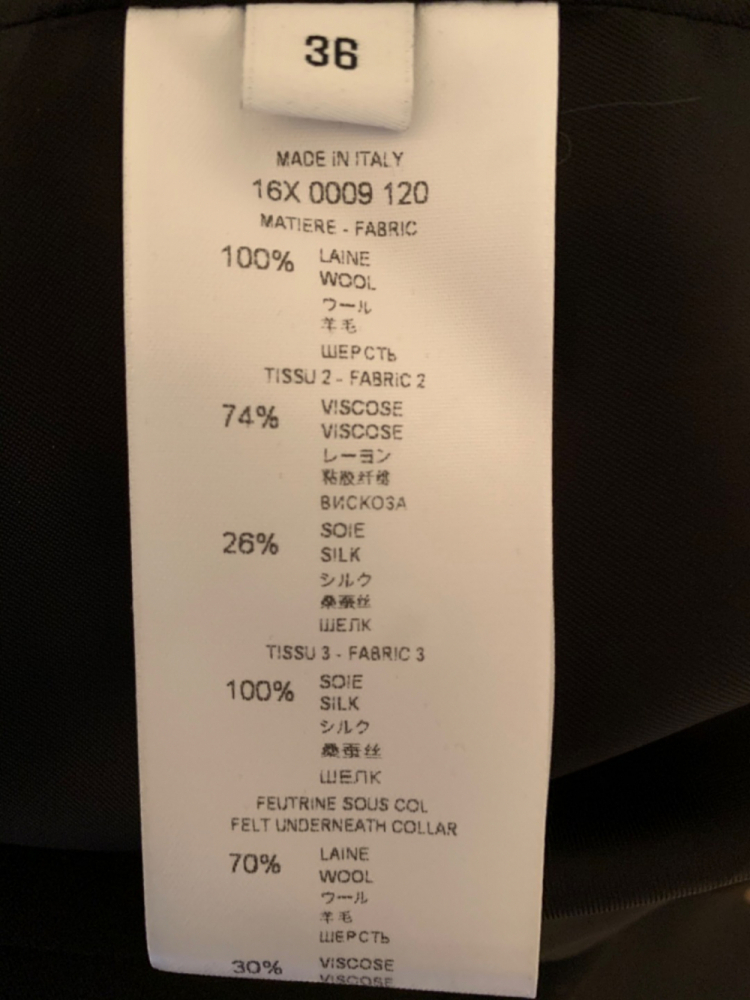 36
MADE IN ITALY
16X 0009 120
MATIERE - FABRIC
100% LAINE
WOOL
ウール
羊毛
ШЕРСТЬ
TISSU 2 - FABRIC 2
74% VISCOSE
VISCOSE
レーヨン
粘胶纤维
ВИСКОЗА
26% SOIE
SILK
シルク
桑蚕丝
ШЕЛК
TISSU 3 - FABRIC 3
100% SOIE
SILK
シルク
桑蚕丝
ШЕЛК
FEUTRINE SOUS COL
FELT UNDERNEATH COLLAR
70% LAINE
WOOL
ウール
羊毛
ШЕРСТЬ
30% VISCOSE
VISCOSE